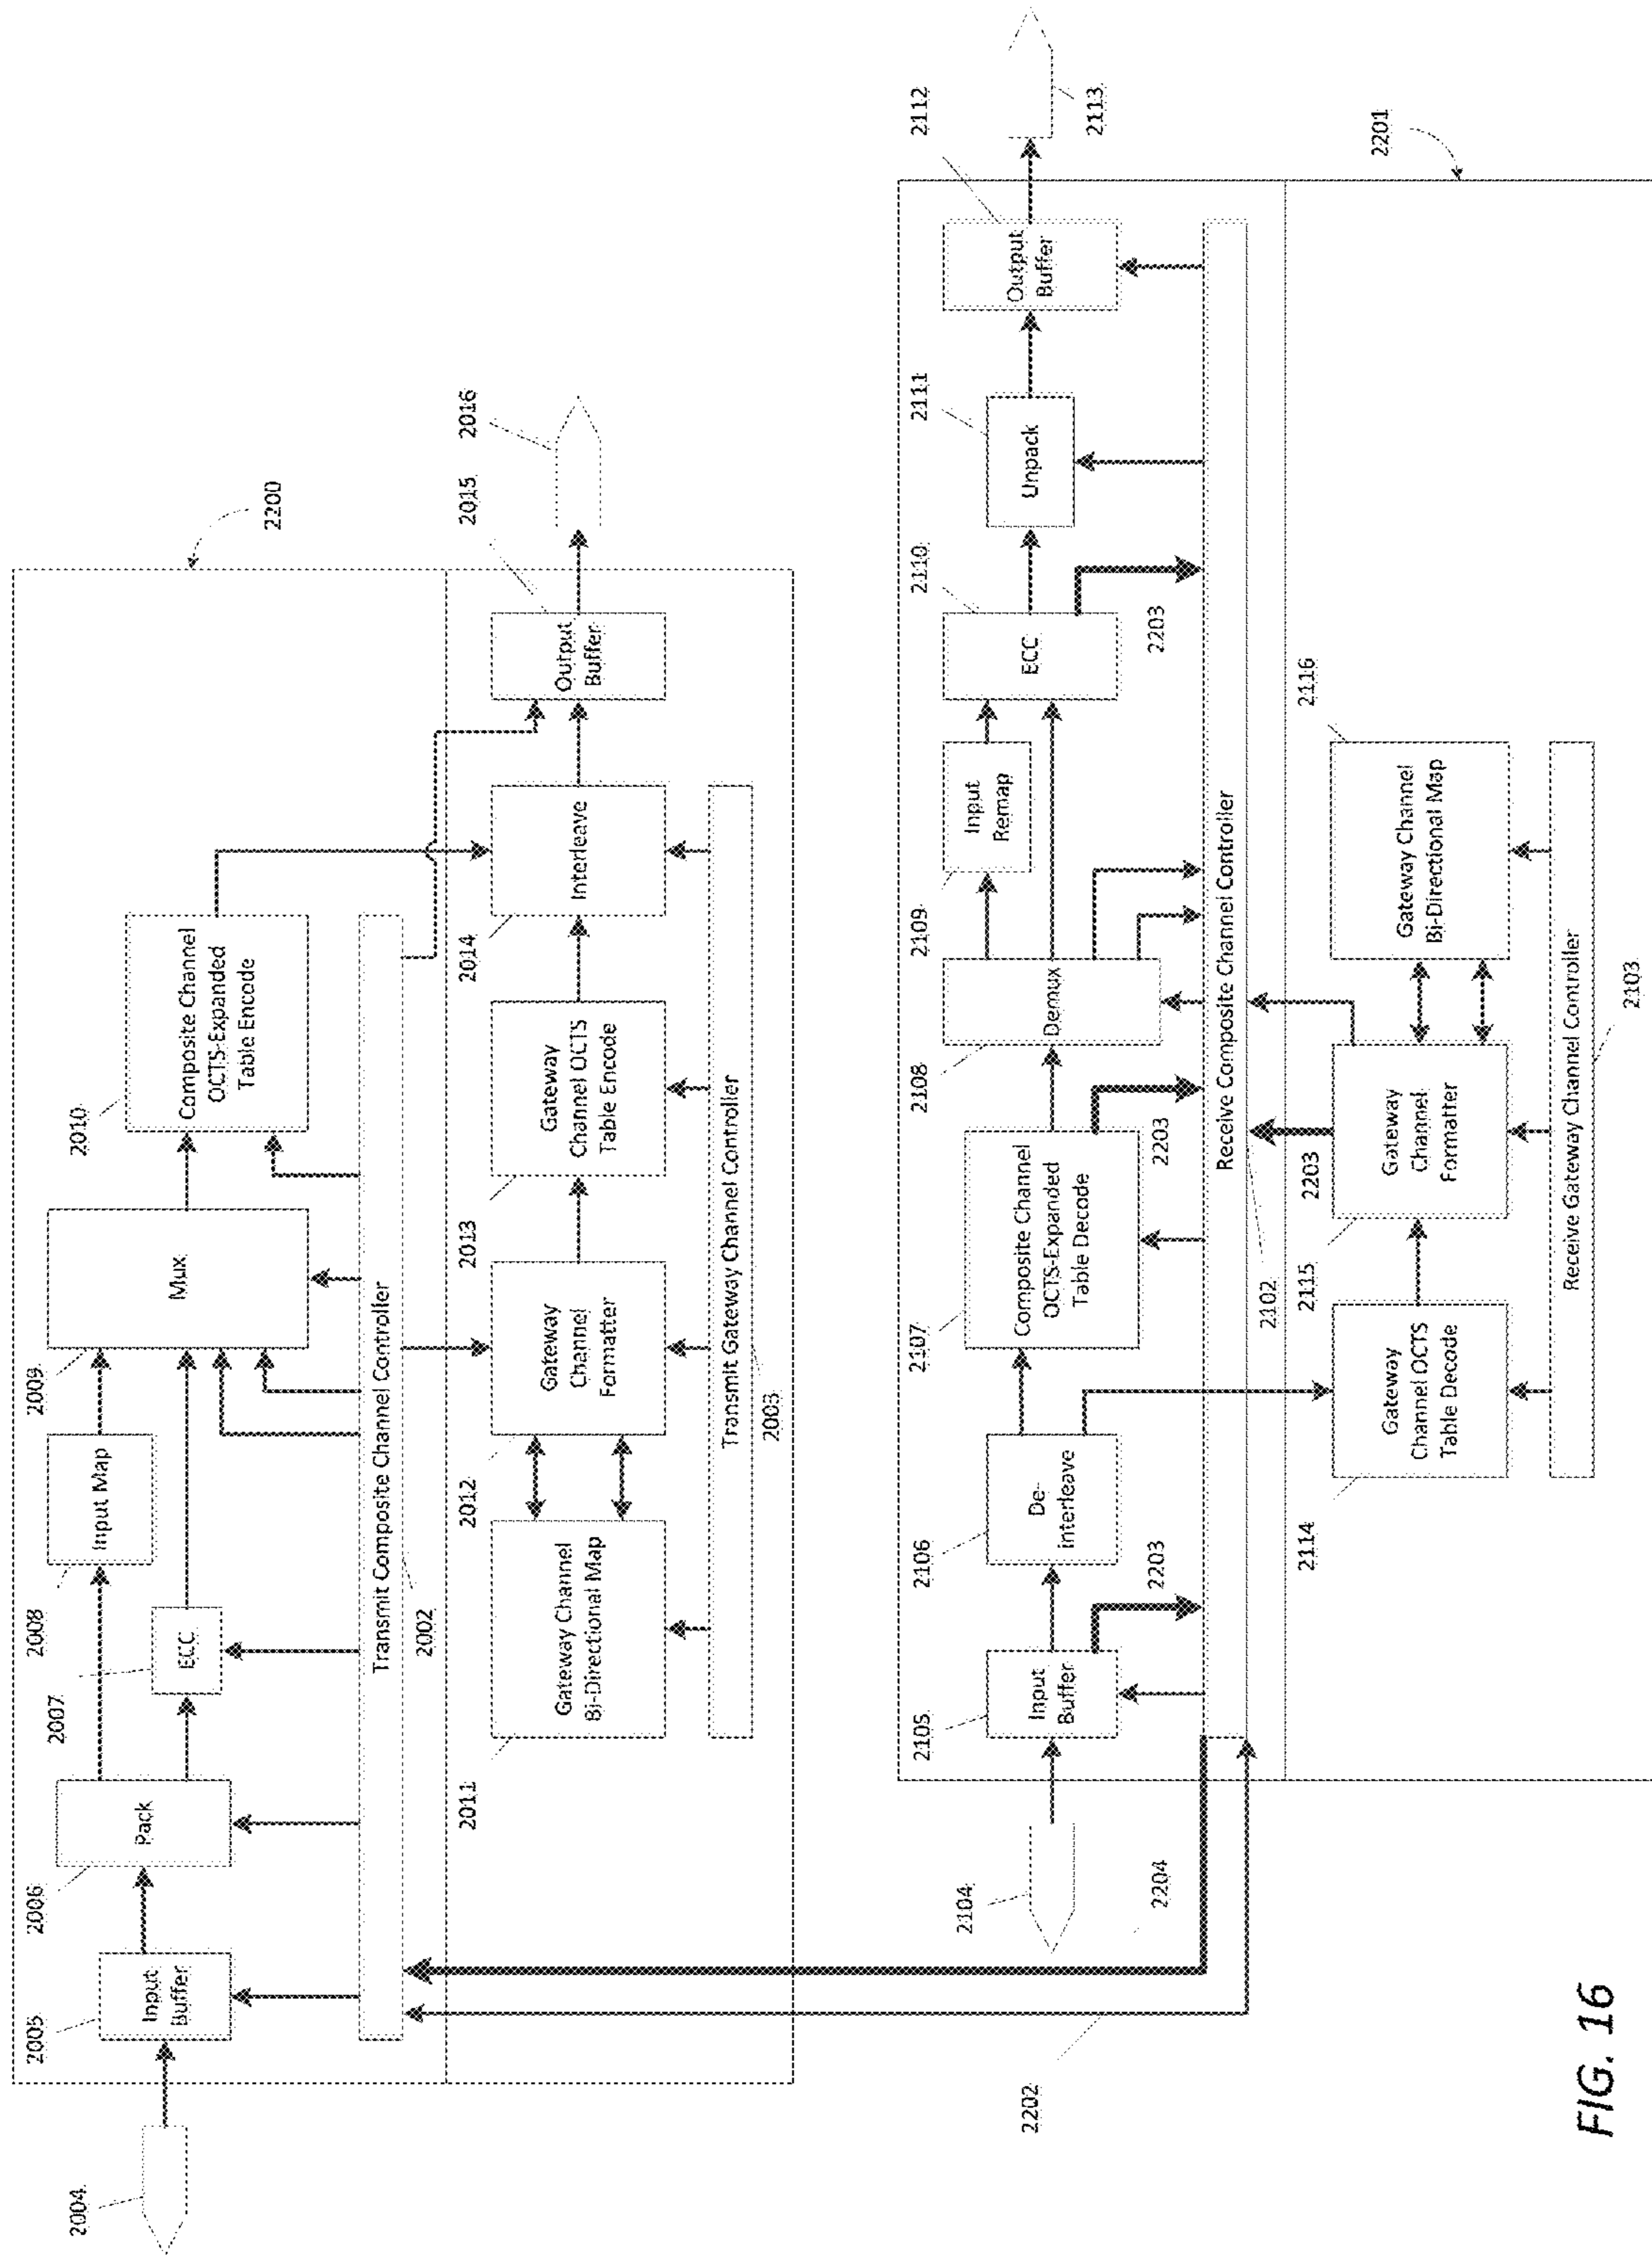 2200
2004
2005
Input
Buffer
2006
Pack
2007
ECC
2008
Input Map
2009
Mux
2010
Composite Channel
OCTS-Expanded
Table Encode
Transmit Composite Channel Controller
2002
2011
Gateway Channel
Bi-Directional Map
2012
Gateway
Channel
Formatter
2013
Gateway
Channel OCTS
Table Encode
2014
Interleave
2015
Output
Buffer
2016
Transmit Gateway Channel Controller
2003
2202
2204
2104
2105
Input
Buffer
2203
2106
De-
Interleave
2107
Composite Channel
OCTS-Expanded
Table Decode
2203
2108
Demux
2109
Input
Remap
2110
ECC
2203
2111
Unpack
2112
Output
Buffer
2113
Receive Composite Channel Controller
2102
2201
2114
Gateway
Channel OCTS
Table Decode
2115
2203
Gateway
Channel
Formatter
2116
Gateway Channel
Bi-Directional Map
Receive Gateway Channel Controller
2103
FIG. 16